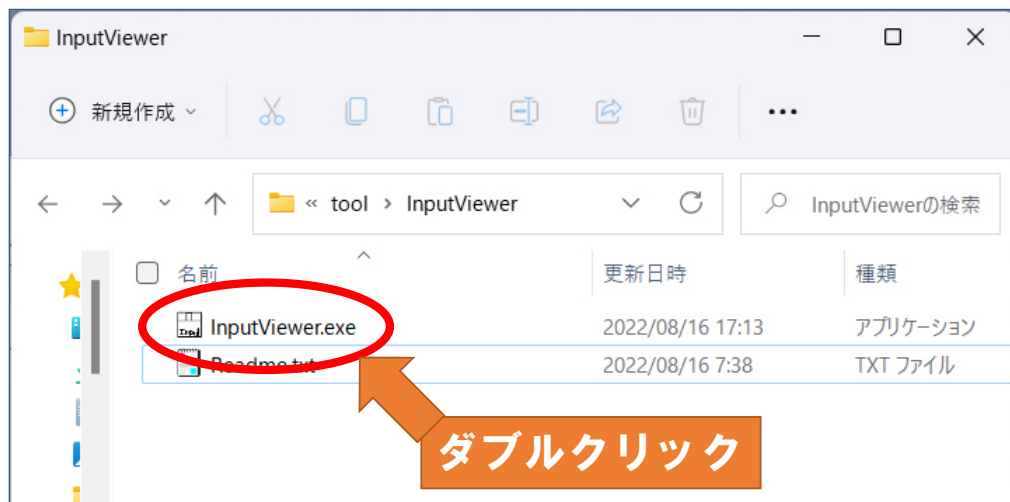 InputViewer
新規作成
« tool > InputViewer
InputViewerの検索
名前 更新日時 種類
InputViewer.exe 2022/08/16 17:13 アプリケーション
Readme.txt 2022/08/16 7:38 TXT ファイル
ダブルクリック